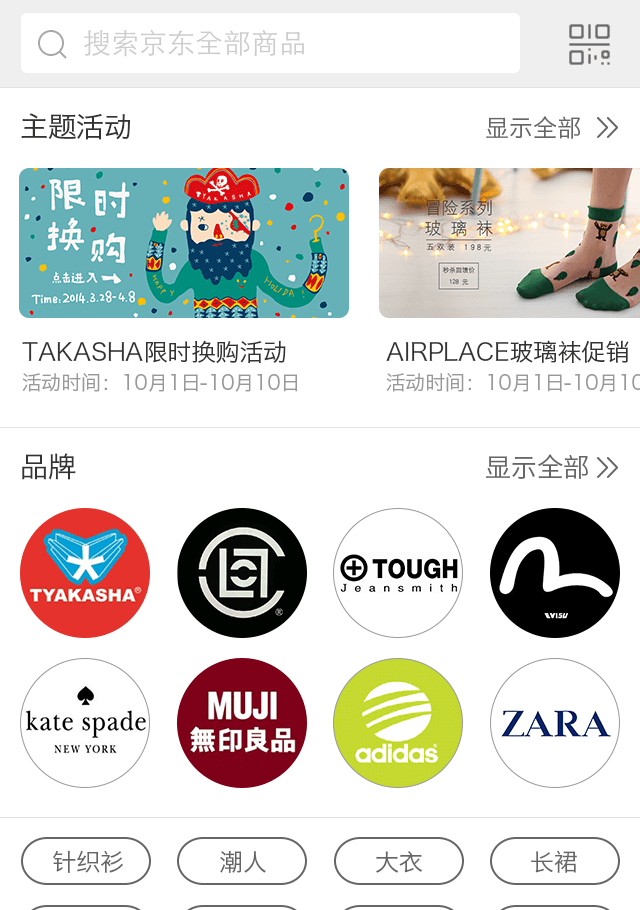 搜索京东全部商品
主题活动
显示全部
限时
换购
点击进入
Time:2014.3.28-4.8
TAKASHA
HAPPY
HOLIDA
冒险系列
玻璃袜
五双装 198元
秒杀回馈价
128 元
TAKASHA限时换购活动
活动时间：10月1日-10月10日
AIRPLACE玻璃袜促销
活动时间：10月1日-10月10
品牌
显示全部
TYAKASHA®
®
TOUGH
Jeansmith
EVISU
kate spade
NEW YORK
MUJI
無印良品
adidas
ZARA
针织衫
潮人
大衣
长裙